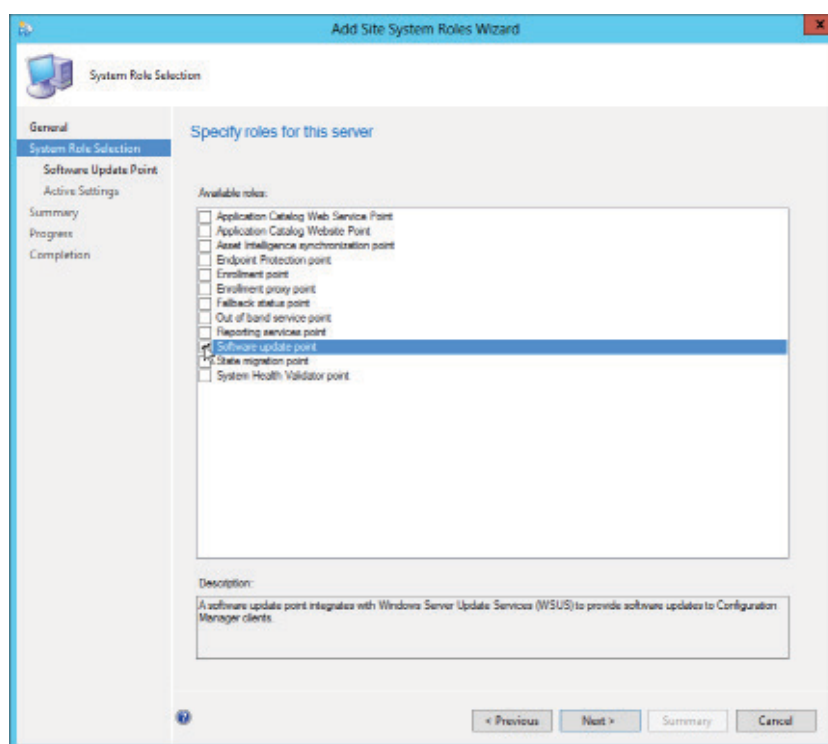 Add Site System Roles Wizard
x
System Role Selection
General
System Role Selection
Software Update Point
Active Settings
Summary
Progress
Completion
Specify roles for this server
Available roles:
Application Catalog Web Service Point
Application Catalog Website Point
Asset Intelligence synchronization point
Endpoint Protection point
Enrollment point
Enrollment proxy point
Fallback status point
Out of band service point
Reporting services point
Software update point
State migration point
System Health Validator point
Description:
A software update point integrates with Windows Server Update Services (WSUS) to provide software updates to Configuration
Manager clients.
?
< Previous
Next >
Summary
Cancel